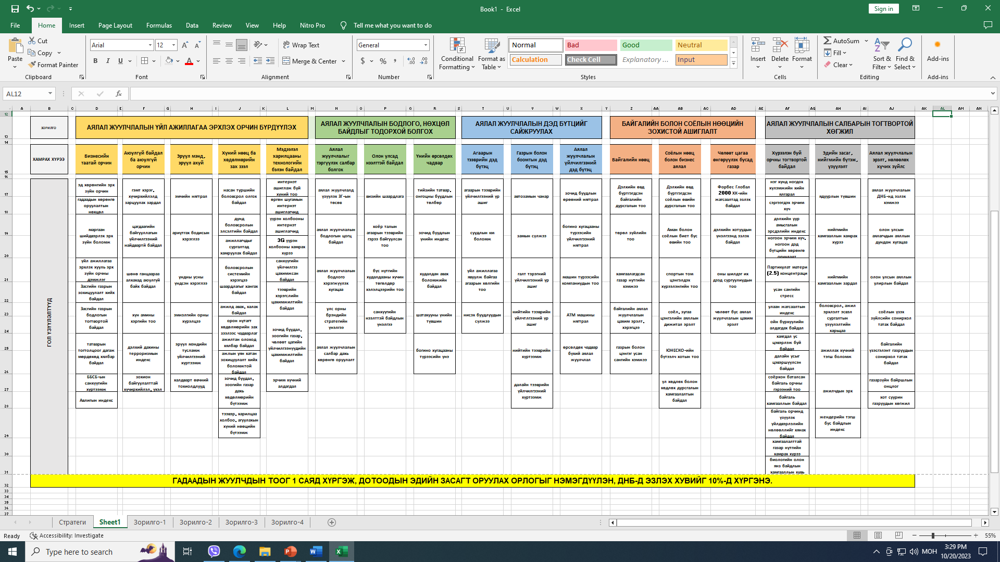 Book1 - Excel
Sign in
File Home Insert Page Layout Formulas Data Review View Help Nitro Pro Tell me what you want to do
Paste
Cut
Copy
Format Painter
Clipboard
Arial 12
B I U
Font
Wrap Text
Merge & Center
Alignment
General
Number
Conditional Formatting
Format as Table
Normal Bad Good Neutral
Calculation Check Cell Explanatory ... Input
Styles
Insert Delete Format
Cells
AutoSum
Fill
Clear
Sort & Filter
Find & Select
Editing
Add-ins
Add-ins
AL12
ЗОРИЛГО
АЯЛАЛ ЖУУЛЧЛАЛЫН ҮЙЛ АЖИЛЛАГАА ЭРХЛЭХ ОРЧИН БҮРДҮҮЛЭХ
АЯЛАЛ ЖУУЛЧЛАЛЫН БОДЛОГО, НӨХЦӨЛ БАЙДЛЫГ ТОДОРХОЙ БОЛГОХ
АЯЛАЛ ЖУУЛЧЛАЛЫН ДЭД БҮТЦИЙГ САЙЖРУУЛАХ
БАЙГАЛИЙН БОЛОН СОЁЛЫН НӨӨЦИЙН ЗОХИСТОЙ АШИГЛАЛТ
АЯЛАЛ ЖУУЛЧЛАЛЫН САЛБАРЫН ТОГТВОРТОЙ ХӨГЖИЛ
ХАМРАХ ХҮРЭЭ
Бизнесийн таатай орчин
Аюулгүй байдал ба аюулгүй орчин
Эрүүл мэнд, эрүүл ахуй
Хүний нөөц ба хөдөлмөрийн зах зээл
Мэдээлэл харилцааны технологийн бэлэн байдал
Аялал жуулчлалыг тэргүүлэх салбар болгох
Олон улсад нээлттэй байдал
Үнийн өрсөлдөх чадвар
Агаарын тээврийн дэд бүтэц
Газрын болон боомтын дэд бүтэц
Аялал жуулчлалын үйлчилгээний дэд бүтэц
Байгалийн нөөц
Соёлын нөөц болон бизнес аялал
Чөлөөт цагаа өнгөрүүлэх бусад газар
Хүрээлэн буй орчны тогтвортой байдал
Эдийн засаг, нийгмийн бүтэж, үзүүлэлт
Аялал жуулчлалын эрэлт, нөлөөлөх хүчих зүйлс
ГОЛ ҮЗҮҮЛЭЛТҮҮД
эд хөрөнгийн эрх зүйн орчин
гадаадын хөрөнгө оруулалтын нөхцөл
маргаан шийдвэрлэх эрх зүйн боломж
үйл ажиллагаа эрхлэх хууль эрх зүйн орчны дэмжлэг
Засгийн газрын зохицуулалт хийх байдал
Засгийн газрын бодлогын тогтвортой байдал
татварын тогтолцоог дагаж мөрдөхөд хялбар байдал
ББСБ-ын санхүүгийн хүртээмж
Авлигын индекс
гэмт хэрэг, хүчирхийлэлд зарцуулах зардал
цагдаагийн байгууллагын үйлчилгээний найдвартй байдал
шөнө ганцаараа алхахад аюулгүй байх байдал
хүн амины хэргийн тоо
дэлхий дахины терроризмын индекс
зохион байгуулалттай хүчирхийлэл, үхэл
эмчийн нягтрал
ариутгах бодисын хэрэглээ
ундны усны үндсэн хэрэглээ
эмнэлгийн орны хүрэлцээ
эрүүл мэндийн тусламж үйлчилгээний хүртээмж
халдварт өвчний тохиолдлууд
насан туршийн боловсрол олгох байдал
дунд боловсролын элсэлтийн байдал
ажиллагчдыг сургалтад хамруулах байдал
боловсролын системийн хэрэгцээ шаардлагыг хангах байдал
ажилд авах, халах байдал
орон нутагт хөдөлмөрийн зах зээлээс чадварлаг ажилтан олоход хялбар байдал
ажлын уян хатан зохицуулалт хийх боломжтой байдал
зочид буудал, зоогийн газар дахь хөдөлмөрийн бүтээмж
тээвэр, харилцаа холбоо, агуулахын хүний нөөцийн бүтээмж
интернэт ашиглаж буй хүний тоо
өргөн шугамын интернэт ашиглагчид
үүрэн холбооны интернэт ашиглагчид
3G үүрэн холбооны хамрах хүрээ
санхүүгийн үйлчилгээ цахимжсан байдал
тээврийн хэрэгслийн цахимжилтийн байдал
зочид буудал, зоогийн газар, чөлөөт цагийн үйлчилгээнүүдийн цахимжилтийн байдал
эрчим хүчний алдагдал
аялал жуулчлалд үзүүлэх ЗГ-ын төсөв
аялал жуулчлалын бодлогын цогц байдал
аялал жуулчлалын бодлого хэрэгжүүлэх хугацаа
улс орны брэндийн стратегийн үнэлгээ
аялал жуулчлалын салбар дахь хөрөнгө оруулалт
визийн шаардлага
хоёр талын агаарын тээврийн гэрээ байгуулсан тоо
бүс нутгийн худалдааны хүчин төгөлдөр хэлэлцээрийн тоо
санхүүгийн нээлттэй байдлын үнэлгээ
тийзийн татвар, онгоцны буудлын төлбөр
зочид буудлын үнийн индекс
худалдан авах боломжийн байдал
шатахууны үнийн түвшин
богино хугацааны түрээсийн үнэ
агаарын тээврийн үйлчилгээний үр ашиг
суудлын км боломж
үйл ажиллагаа явуулж байгаа агаарын хөлгийн тоо
нисэх буудлуудын сүлжээ
автозамын чанар
замын сүлжээ
галт тэрэгний үйлчилгээний үр ашиг
нийтийн тээврийн үйлчтлгээний үр ашиг
нийтийн тээврийн хүртээмж
далайн тээврийн үйлчилгээний хүртээмж
зочид буудлын өрөөний нягтрал
богино хугацааны түрээсийн үйлчилгээний нягтрал
машин түрээсийн компаниудын тоо
АТМ машины нягтрал
өрсөлдөх чадвар бүхий аялал жуулчлал
Дэлхийн өвд бүртгэгдсэн байгалийн дурсгалын тоо
төрөл зүйлийн тоо
хамгаалагдсан газар нутгийн хэмжээ
байгалийн аялал жуулчлалын цахим эрэлт, хэрэгцээ
газрын болон цэнгэг усан сангийн хэмжээ
Дэлхийн өвд бүртгэгдсэн соёлын өвийн дурсгалын тоо
Аман болон соёлын биет бус өвийн тоо
спортын том цэнгэлдэх хүрээлэнгийн тоо
соёл, зугаа цэнгэлийн аяллын дижитал эрэлт
ЮНЕСКО-ийн бүтээлч хотын тоо
үл хөдлөх болон хөдлөх дурсгалын хамгаалалтын байдал
Форбес Глобал 2000 ХК-ийн жагсаалтад эзлэх байдал
дэлхийн хотуудын үнэлгээнд эзлэх байдал
оны шилдэг их дээд сургуулиудын тоо
чөлөөт бус аялал жуулчлалын цахим эрэлт
нэг хүнд ногдох хүлэмжийн хийн ялгарал
сэргээгдэх эрчим хүч
дэлхийн уур амьсгалын эрсдэлийн индекс
ногоон эрчим хүч, ногоон дэд бүтцийн хөрөнгө оруулалт
Партикулат матери (2.5) концентраци
усан сангийн стресс
улаан жагсаалтын индекс
ойн бүрхүүлийн алдагдах байдал
хаягдал ус цэвэрлэж буй байдал
далайн усыг цэвэршүүлсэн байдал
соёрхон баталсан байгаль орчны гэрээний тоо
байгаль хамгааллын байдал
байгаль орчинд үзүүлэх үйлдвэрлэлийн нөлөөллийг хянах байдал
хамгаалалттай газар нутгийн хамрах хүрээ
биологийн олон янз байдлын хамгааллын хувь
ядуурлын түвшин
нийгмийн хамгааллын хамрах хүрээ
нийгмийн хамгааллын зардал
боловсрол, ажил эрхлэлт эсвэл сургалтын үзүүлэлтийн харьцаа
ажиллах хүчний тэгш боломж
ажилчдын эрх
жендерийн тэгш бус байдлын индекс
аялал жуулчлалын ДНБ-нд эзлэх хэмжээ
олон улсын аялагчдын аяллын дундаж хугацаа
олон улсын аяллын улирлын байдал
соёлын үзэх зүйлсийн сонирхол татах байдал
байгалийн үзэсгэлэнт газруудын сонирхол татах байдал
газарзүйн байршлын онцлог
хот суурин газруудын хөгжил
ГАДААДЫН ЖУУЛЧДЫН ТООГ 1 САЯД ХҮРГЭЖ, ДОТООДЫН ЭДИЙН ЗАСАГТ ОРУУЛАХ ОРЛОГЫГ НЭМЭГДҮҮЛЭН, ДНБ-Д ЭЗЛЭХ ХУВИЙГ 10%-Д ХҮРГЭНЭ.
Стратеги Sheet1 Зорилго-1 Зорилго-2 Зорилго-3 Зорилго-4
Ready Accessibility: Investigate 55%
Type here to search
МОН
3:29 PM
10/20/2023